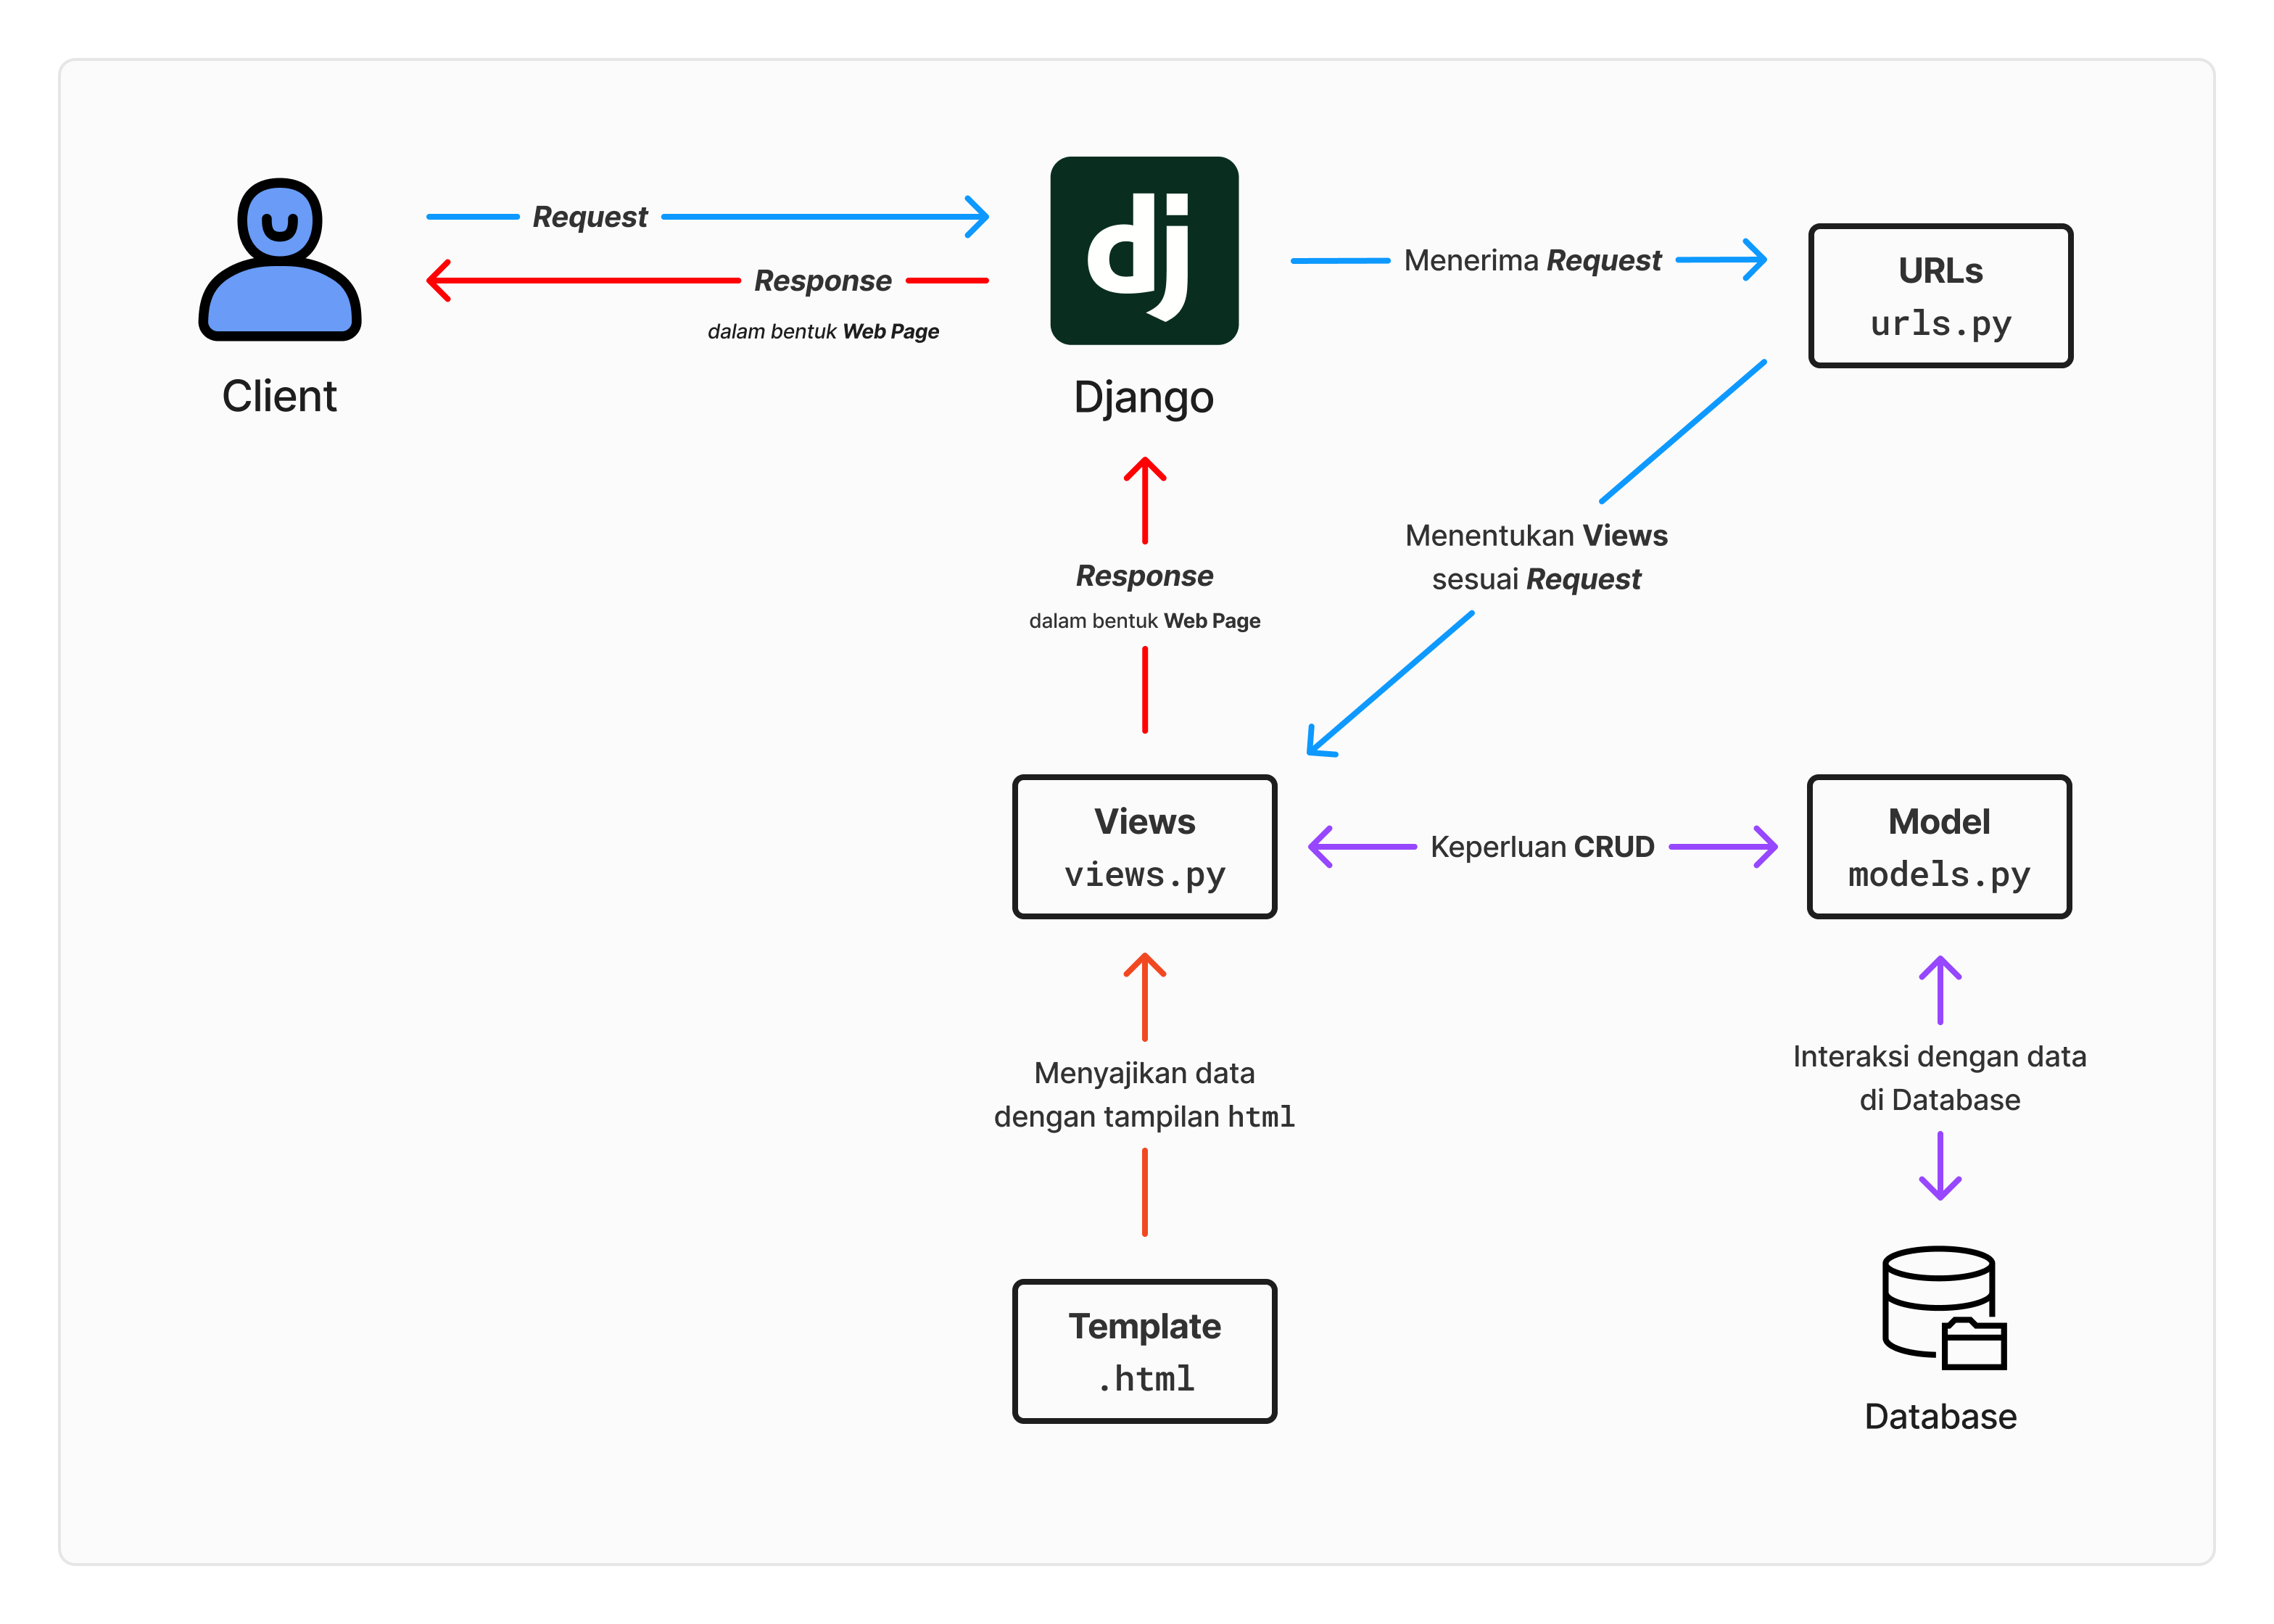 Request
Response
dalam bentuk Web Page
Client
dj
Django
Menerima Request
URLs
urls.py
Menentukan Views
sesuai Request
Response
dalam bentuk Web Page
Views
views.py
Keperluan CRUD
Model
models.py
Menyajikan data
dengan tampilan html
Interaksi dengan data
di Database
Template
.html
Database